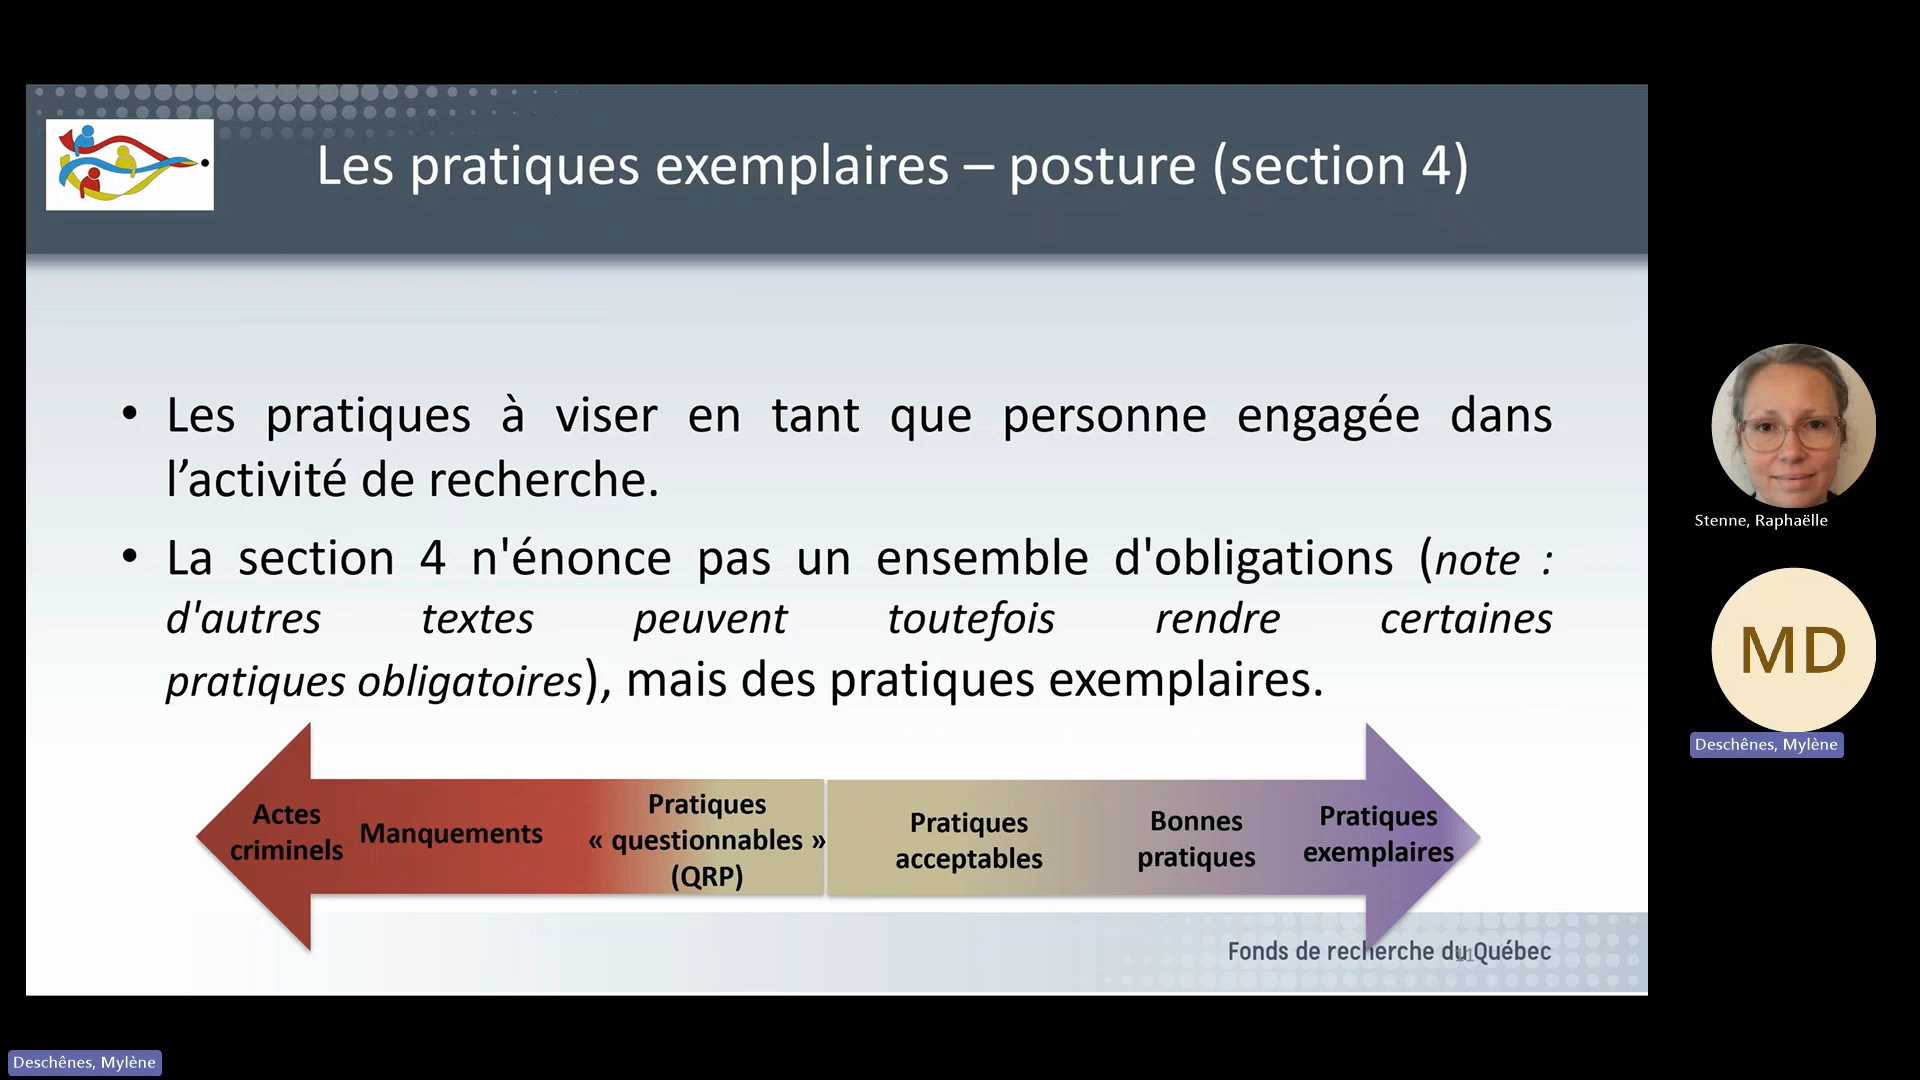 Les pratiques exemplaires – posture (section 4)
• Les pratiques à viser en tant que personne engagée dans
l’activité de recherche.
• La section 4 n'énonce pas un ensemble d'obligations (note :
d'autres textes peuvent toutefois rendre certaines
pratiques obligatoires), mais des pratiques exemplaires.
Actes
criminels
Manquements
Pratiques
« questionnables »
(QRP)
Pratiques
acceptables
Bonnes
pratiques
Pratiques
exemplaires
Fonds de recherche du Québec
11
Stenne, Raphaëlle
MD
Deschênes, Mylène
Deschênes, Mylène